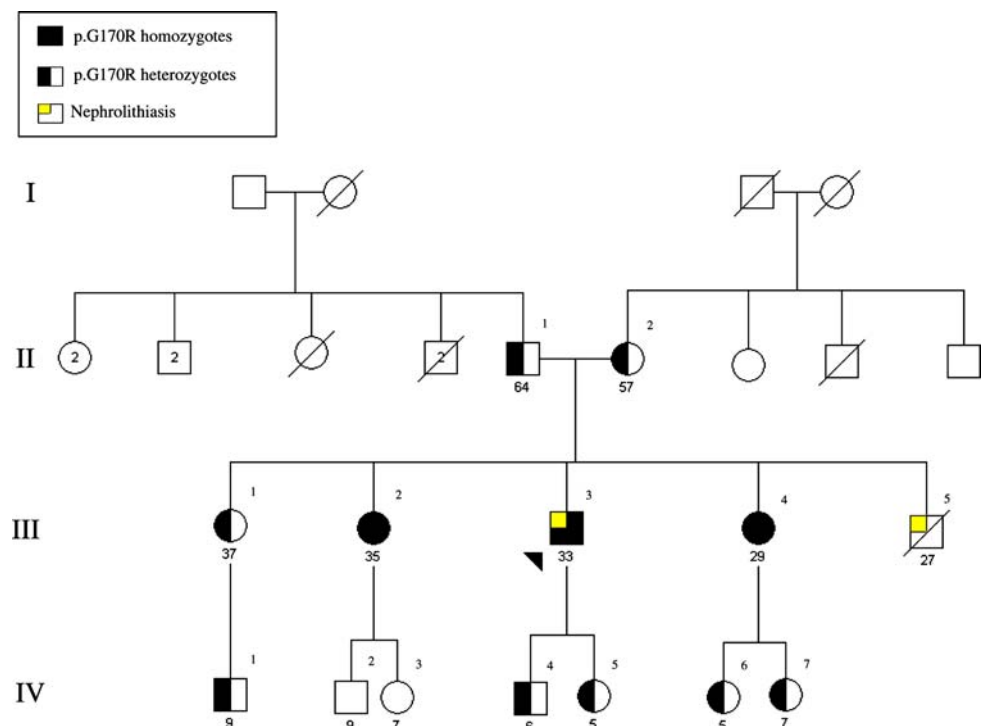 p.G170R homozygotes
p.G170R heterozygotes
Nephrolithiasis
I
1 2
II 2 2 2
64 57
1 2 3 4 5
III
37 35 33 29 27
1 2 3 4 5 6 7
IV
9 9 7 6 5 5 7